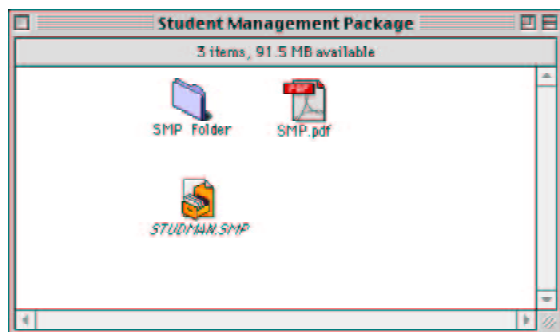 Student Management Package
3 items, 91.5 MB available
PDF
SMP Folder
SMP.pdf
STUDMAN.SMP